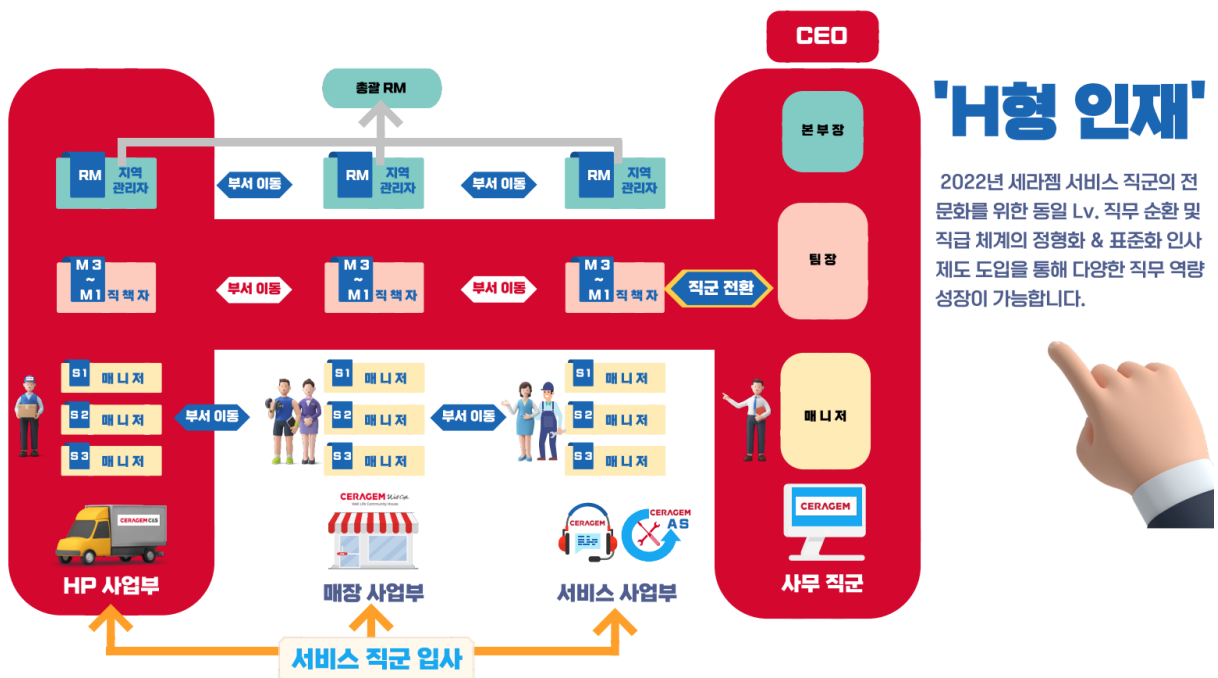 CEO
'H형 인재'
2022년 세라젬 서비스 직군의 전
문화를 위한 동일 Lv. 직무 순환 및
직급 체계의 정형화 & 표준화 인사
제도 도입을 통해 다양한 직무 역량
성장이 가능합니다.
총괄 RM
본부장
RM 지역
관리자
부서 이동
RM 지역
관리자
부서 이동
RM 지역
관리자
팀장
M3
~
M1 직책자
부서 이동
M3
~
M1 직책자
부서 이동
M3
~
M1 직책자
직군 전환
S1 매니저
S2 매니저
S3 매니저
부서 이동
S1 매니저
S2 매니저
S3 매니저
부서 이동
S1 매니저
S2 매니저
S3 매니저
매니저
CERAGEM C&S
HP 사업부
CERAGEM Well Cafe
Well Life Community House
매장 사업부
CERAGEM
CERAGEM
AS
서비스 사업부
CERAGEM
사무 직군
서비스 직군 입사